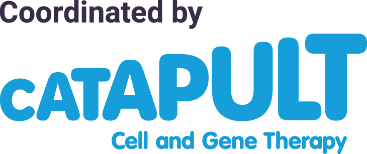 Coordinated by
CATAPULT
Cell and Gene Therapy